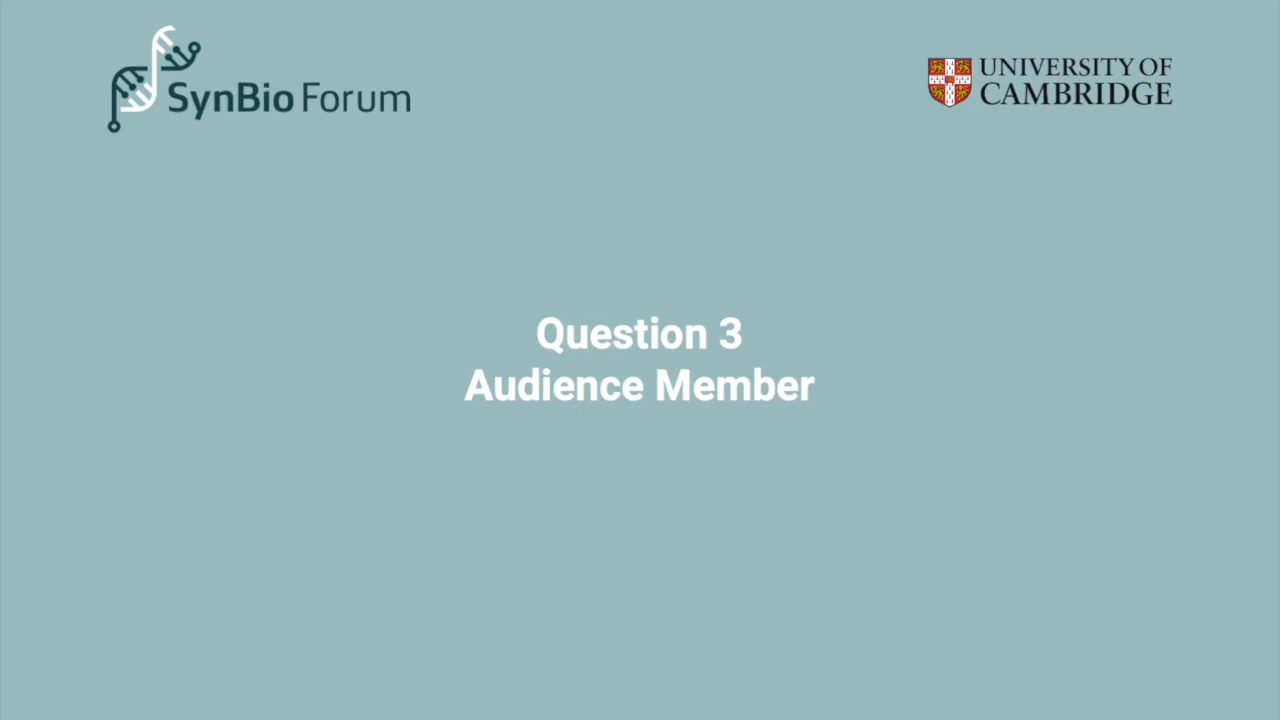 SynBio Forum
UNIVERSITY OF
CAMBRIDGE
Question 3
Audience Member